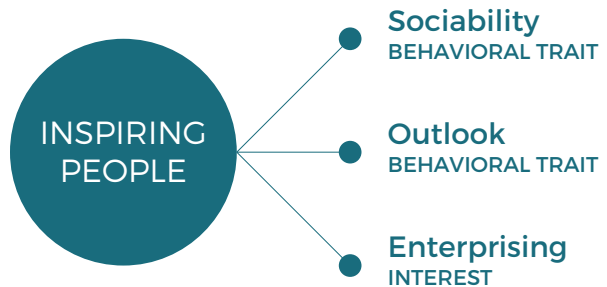 INSPIRING
PEOPLE
Sociability
BEHAVIORAL TRAIT
Outlook
BEHAVIORAL TRAIT
Enterprising
INTEREST